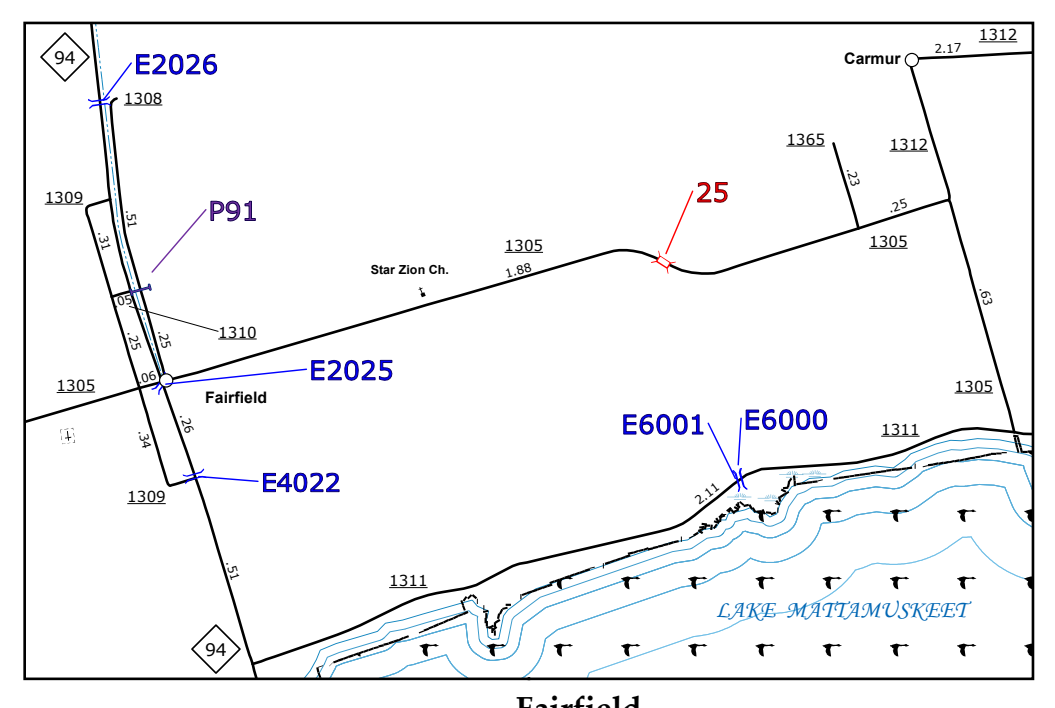 1312
2.17
Carmur
94
E2026
1308
1365
1312
.23
1309
P91
25
.51
.25
.31
1305
1305
Star Zion Ch.
1.88
.05
1310
.63
.25
.25
E2025
.06
1305
Fairfield
1305
E6001
E6000
.26
1311
.34
E4022
2.11
1309
.51
1311
LAKE MATTAMUSKEET
94
Fairfield